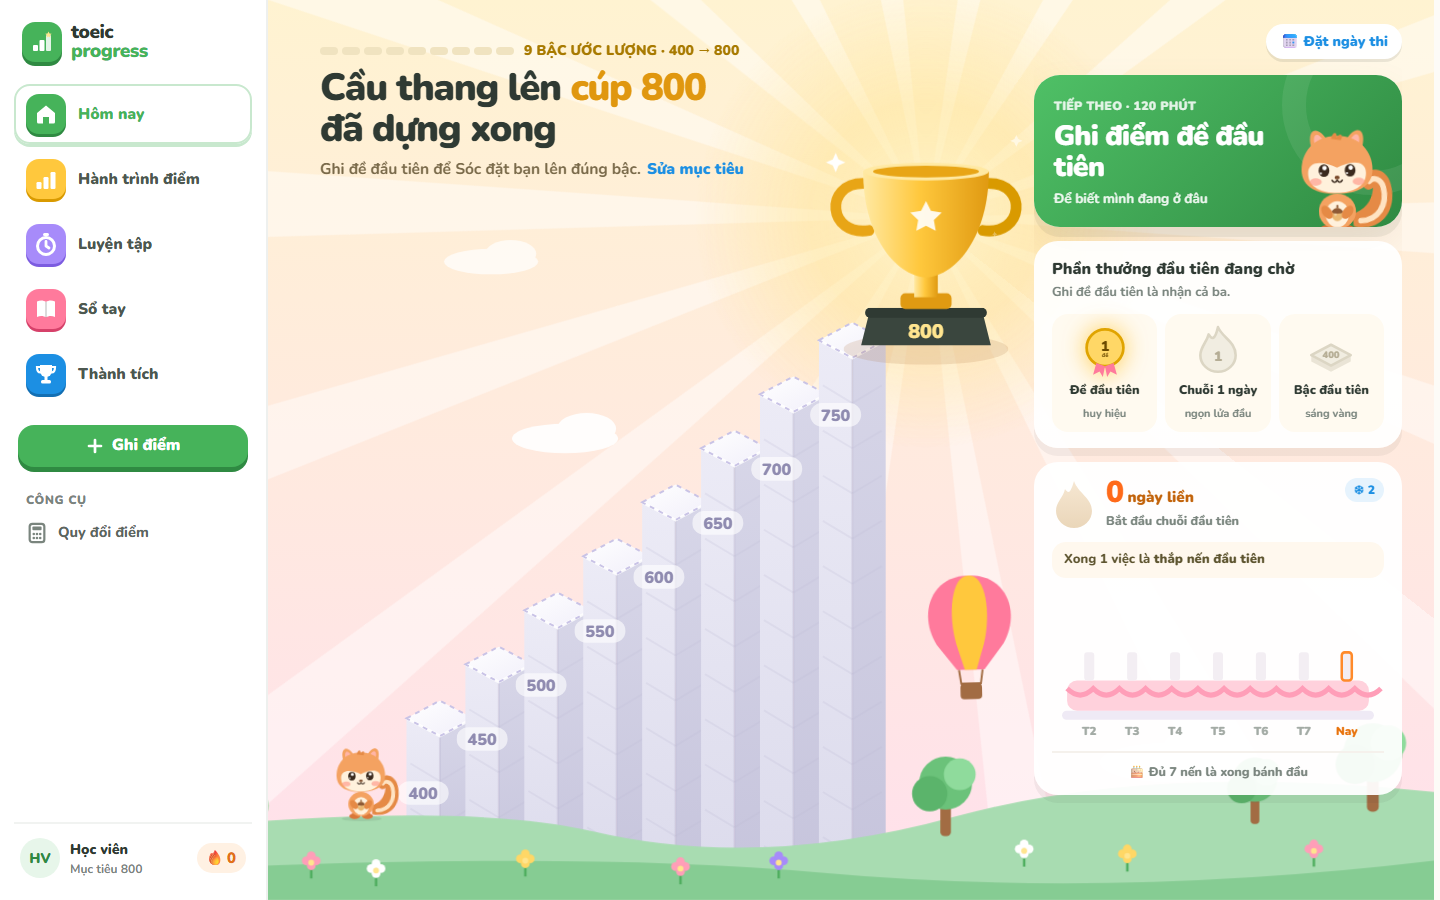 toeic
progress
Hôm nay
Hành trình điểm
Luyện tập
Sổ tay
Thành tích
+ Ghi điểm
CÔNG CỤ
Quy đổi điểm
HV
Học viên
Mục tiêu 800
0
9 BẬC ƯỚC LƯỢNG · 400 → 800
Cầu thang lên cúp 800
đã dựng xong
Ghi đề đầu tiên để Sóc đặt bạn lên đúng bậc. Sửa mục tiêu
800
750
700
650
600
550
500
450
400
Đặt ngày thi
TIẾP THEO · 120 PHÚT
Ghi điểm đề đầu
tiên
Để biết mình đang ở đâu
Phần thưởng đầu tiên đang chờ
Ghi đề đầu tiên là nhận cả ba.
1
đề
Đề đầu tiên
huy hiệu
1
Chuỗi 1 ngày
ngọn lửa đầu
400
Bậc đầu tiên
sáng vàng
0 ngày liền
Bắt đầu chuỗi đầu tiên
2
Xong 1 việc là thắp nến đầu tiên
T2 T3 T4 T5 T6 T7 Nay
Đủ 7 nến là xong bánh đầu